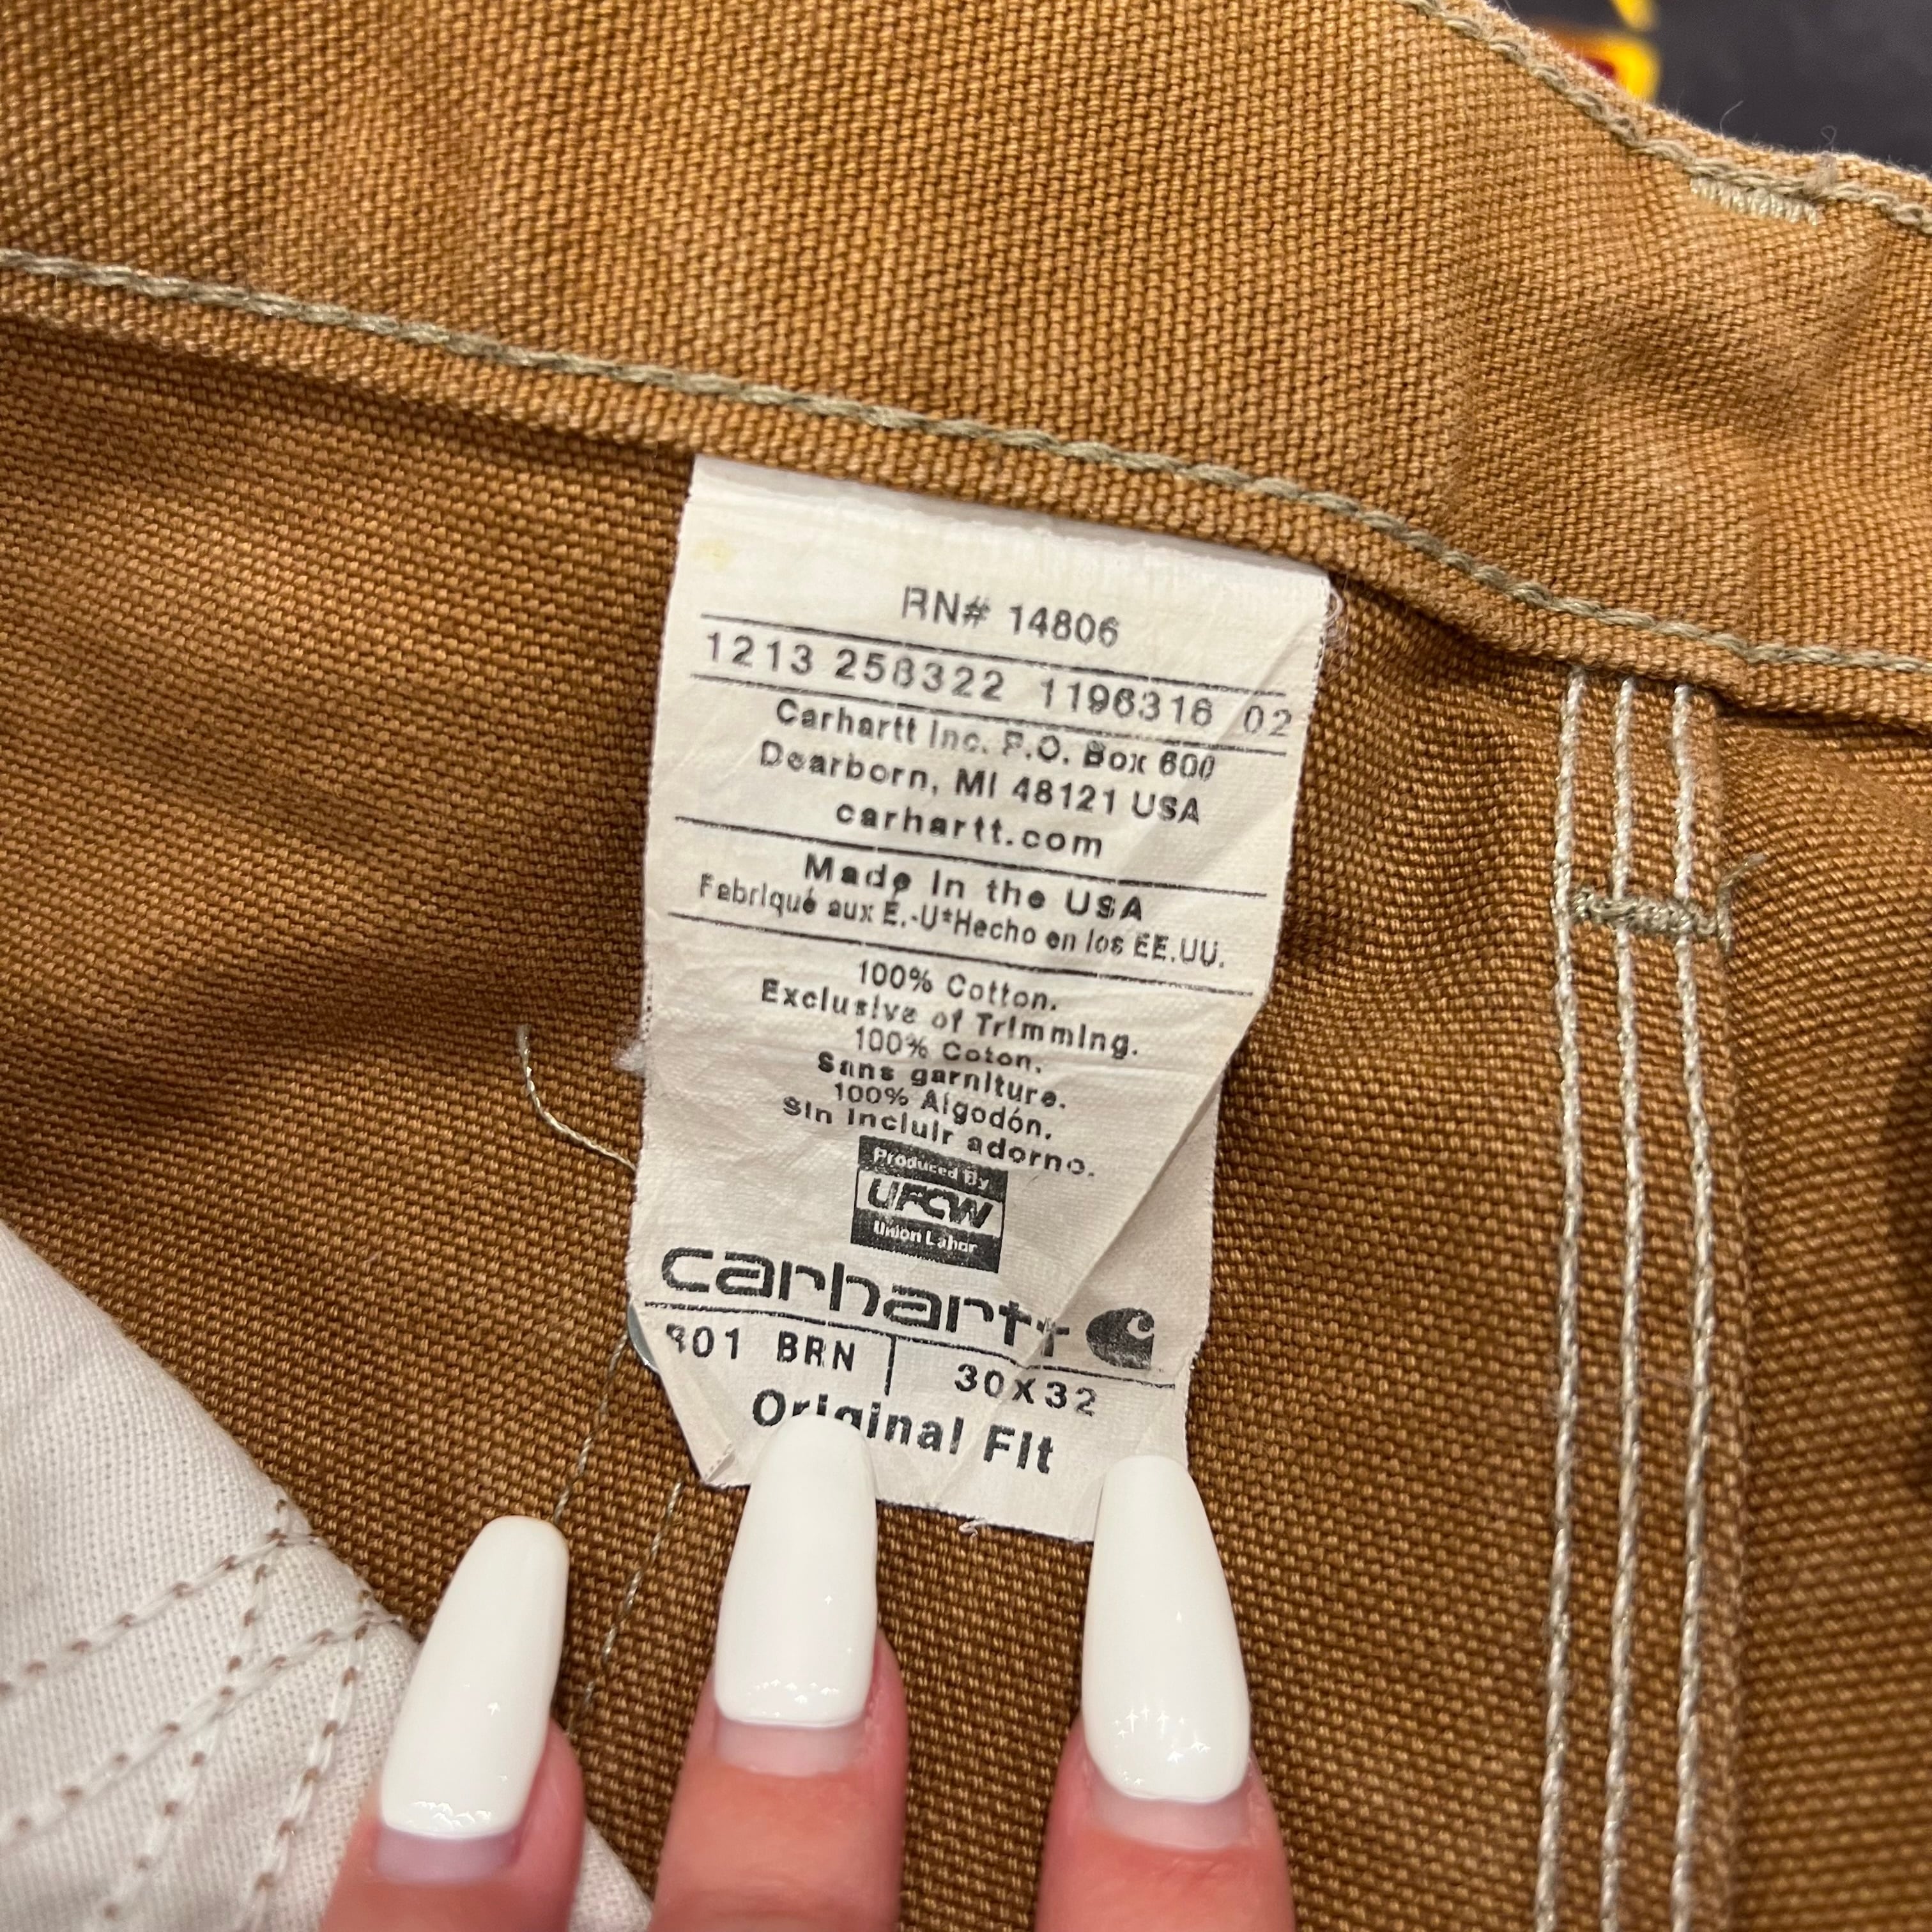 RN# 14806
1213 258322 1196316 02
Carhartt Inc. P.O. Box 600
Dearborn, MI 48121 USA
carhartt.com
Made in the USA
Fabriqué aux E.-U*Hecho en los EE.UU.
100% Cotton.
Exclusive of Trimming.
100% Coton.
Sans garniture.
100% Algodón.
Sin incluir adorno.
Produced By
UFCW
Union Labor
carhartt
BRN 30X32
Original Fit